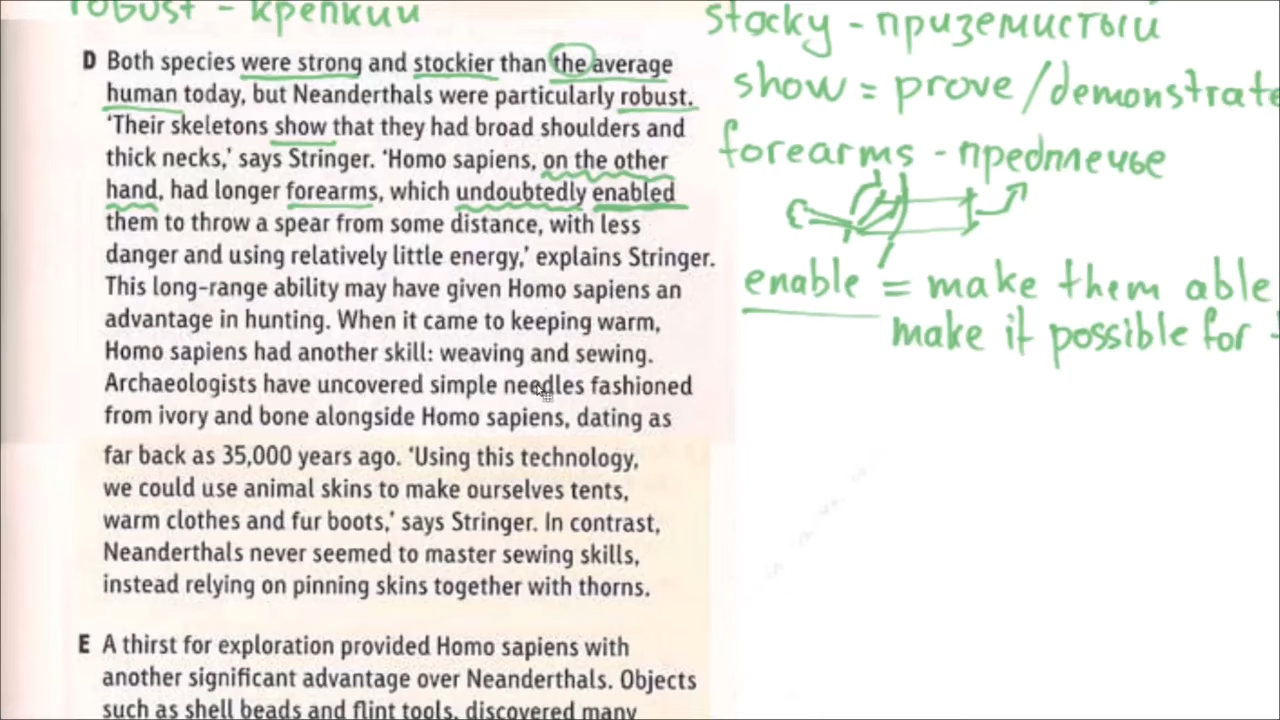 robust - крепкий
D Both species were strong and stockier than the average
human today, but Neanderthals were particularly robust.
‘Their skeletons show that they had broad shoulders and
thick necks,’ says Stringer. ‘Homo sapiens, on the other
hand, had longer forearms, which undoubtedly enabled
them to throw a spear from some distance, with less
danger and using relatively little energy,’ explains Stringer.
This long-range ability may have given Homo sapiens an
advantage in hunting. When it came to keeping warm,
Homo sapiens had another skill: weaving and sewing.
Archaeologists have uncovered simple needles fashioned
from ivory and bone alongside Homo sapiens, dating as
far back as 35,000 years ago. ‘Using this technology,
we could use animal skins to make ourselves tents,
warm clothes and fur boots,’ says Stringer. In contrast,
Neanderthals never seemed to master sewing skills,
instead relying on pinning skins together with thorns.
E A thirst for exploration provided Homo sapiens with
another significant advantage over Neanderthals. Objects
such as shell beads and flint tools, discovered many
stocky - приземистый
show = prove / demonstrate
forearms - предплечье
enable = make them able
make it possible for